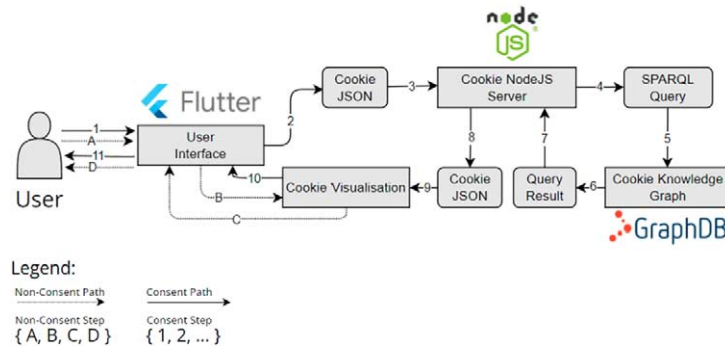 node
JS
Flutter
Cookie
JSON
3
Cookie NodeJS
Server
4
SPARQL
Query
1
A
11
D
User
Interface
2
8
7
5
User
10
B
C
Cookie Visualisation
9
Cookie
JSON
Query
Result
6
Cookie Knowledge
Graph
GraphDB
Legend:
Non-Consent Path
Consent Path
Non-Consent Step
{ A, B, C, D }
Consent Step
{ 1, 2, ... }